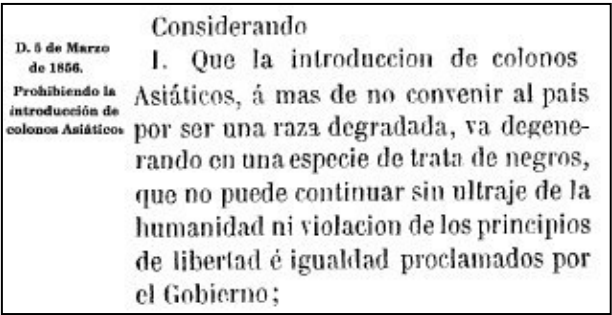 D. 5 de Marzo
de 1856.
Prohibiendo la
introducción de
colonos Asiáticos
Considerando
1. Que la introduccion de colonos
Asiáticos, á mas de no convenir al pais
por ser una raza degradada, va degene-
rando en una especie de trata de negros,
que no puede continuar sin ultraje de la
humanidad ni violacion de los principios
de libertad é igualdad proclamados por
el Gobierno;